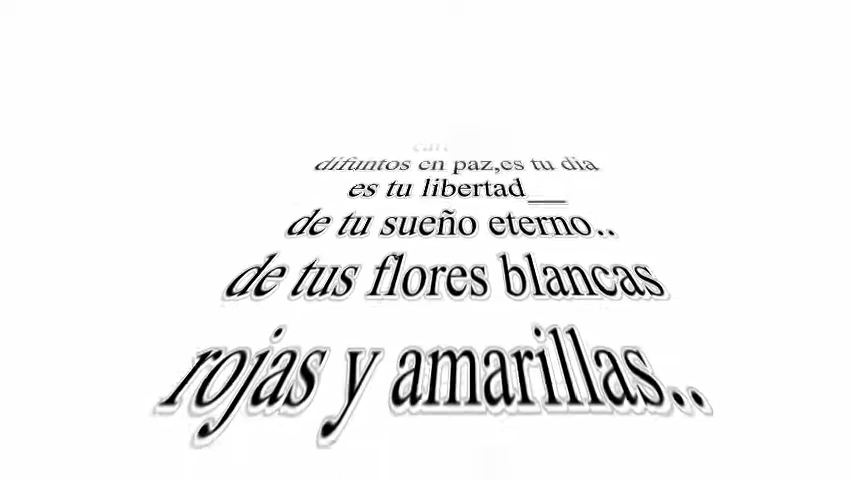 difuntos en paz,es tu dia
es tu libertad__
de tu sueño eterno..
de tus flores blancas
rojas y amarillas..